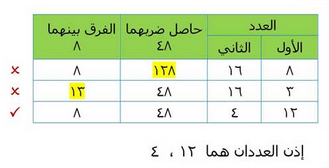 العدد حاصل ضربهما الفرق بينهما
الأول الثاني ٤٨ ٨
٨ ١٦ ١٢٨ ٨ ×
٣ ١٦ ٤٨ ١٣ ×
١٢ ٤ ٤٨ ٨ ✓
إذن العددان هما ١٢ ، ٤